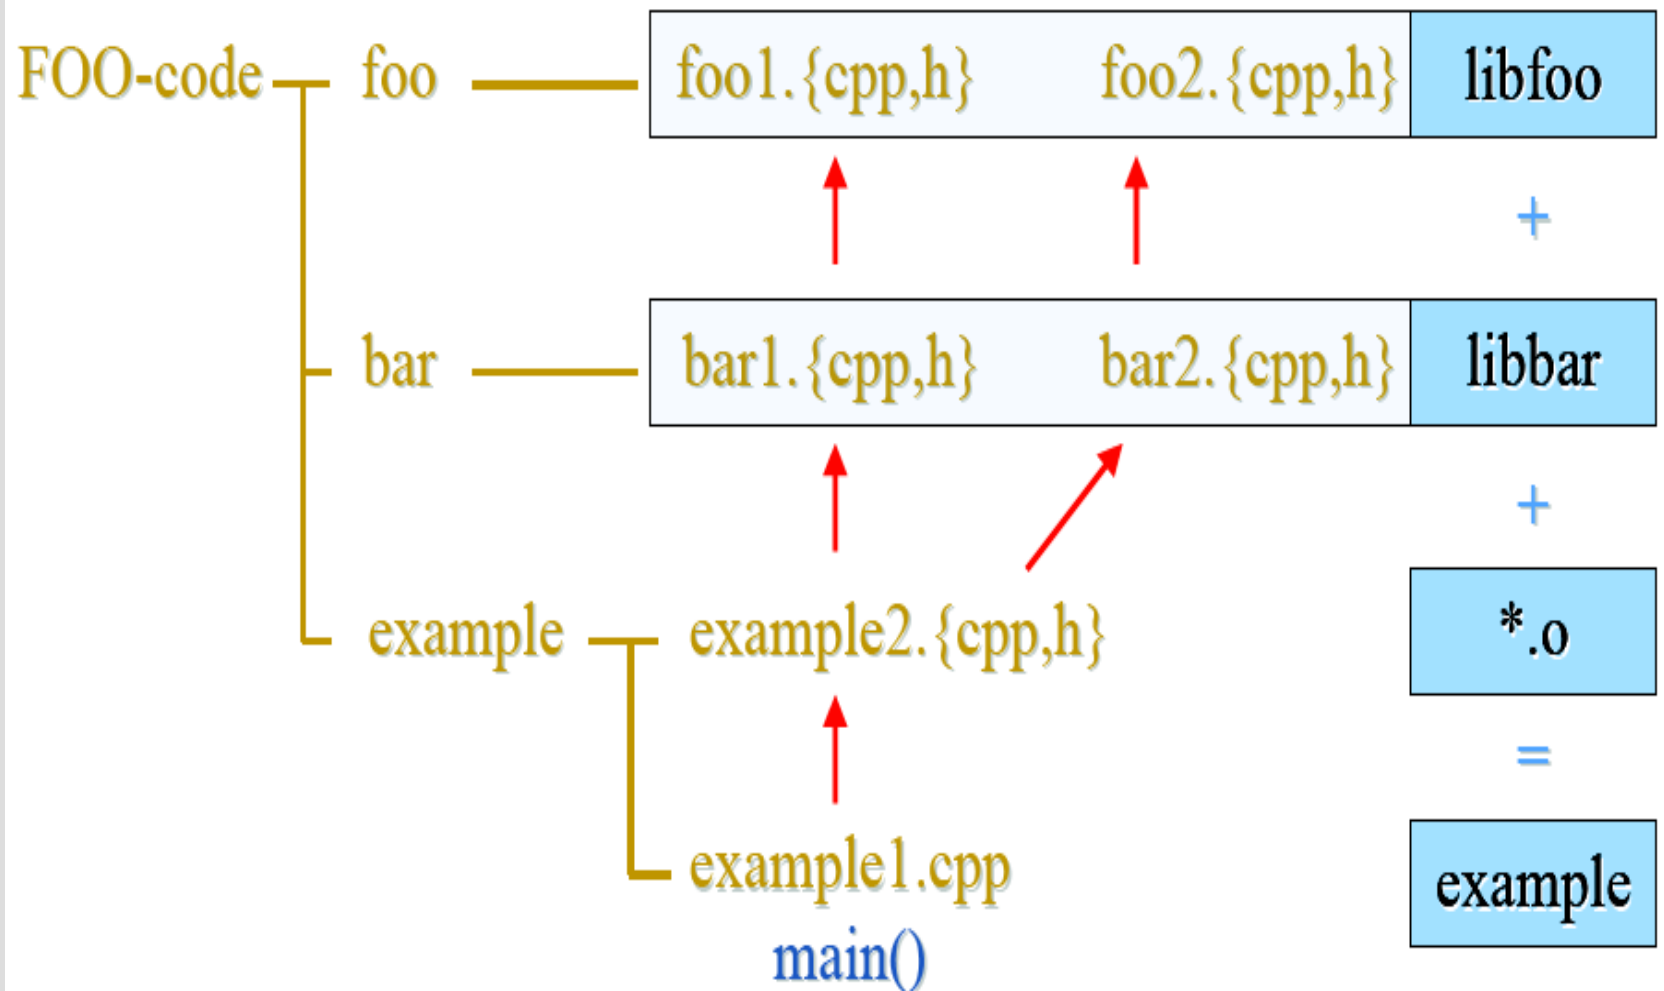 FOO-code foo foo1.{cpp,h} foo2.{cpp,h} libfoo
+
bar bar1.{cpp,h} bar2.{cpp,h} libbar
+
example example2.{cpp,h} *.o
=
example1.cpp example
main()